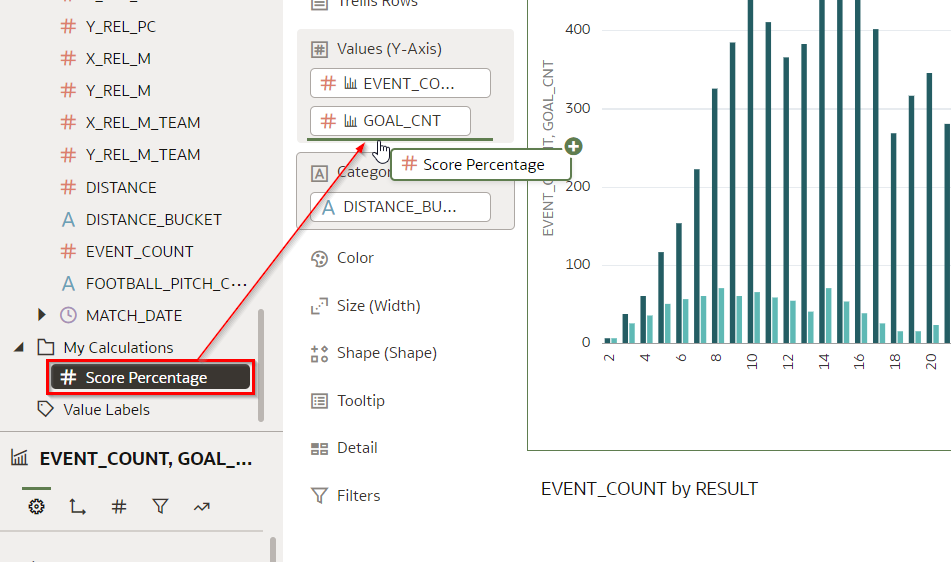 Y_REL_PC
X_REL_M
Y_REL_M
X_REL_M_TEAM
Y_REL_M_TEAM
DISTANCE
A DISTANCE_BUCKET
EVENT_COUNT
A FOOTBALL_PITCH_C···
MATCH_DATE
My Calculations
# Score Percentage
Value Labels
EVENT_COUNT, GOAL_...
Trellis Rows
Values (Y-Axis)
# EVENT_CO...
# GOAL_CNT
# Score Percentage
Categor
A DISTANCE_BU...
Color
Size (Width)
Shape (Shape)
Tooltip
Detail
Filters
EVENT_COUNT, GOAL_CNT
400
300
200
100
0
2 4 6 8 10 12 14 16 18 20
EVENT_COUNT by RESULT